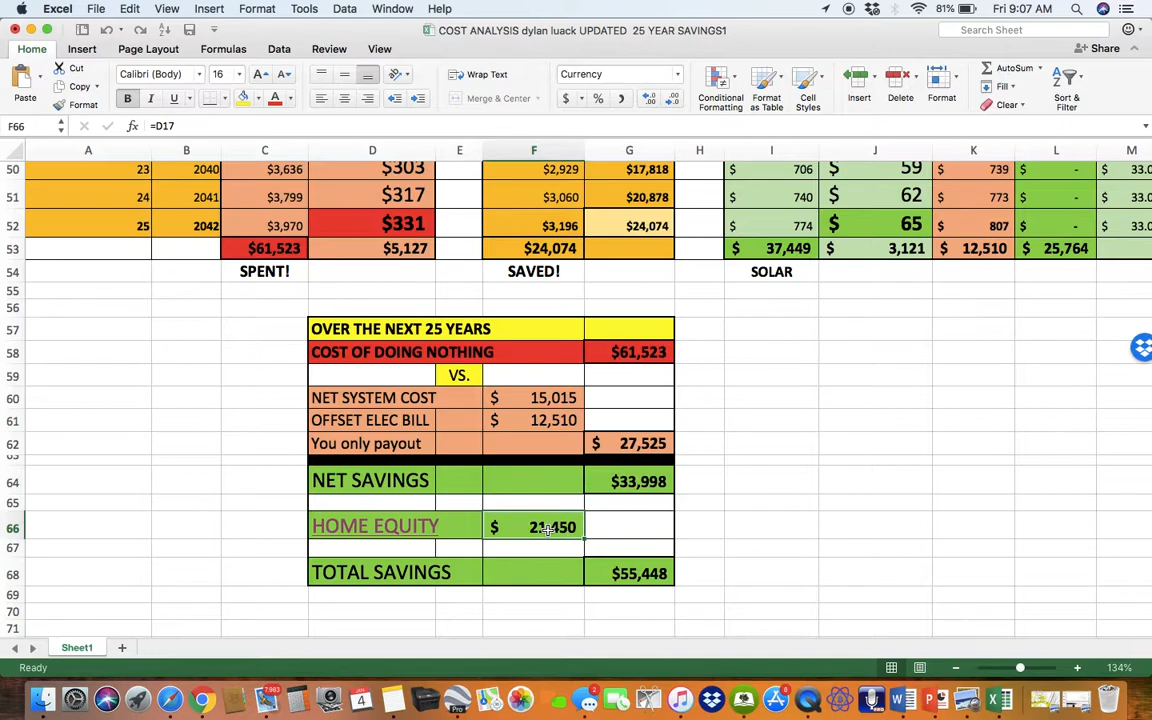 Excel File Edit View Insert Format Tools Data Window Help 81% Fri 9:07 AM
COST ANALYSIS dylan luack UPDATED 25 YEAR SAVINGS1 Search Sheet
Home Insert Page Layout Formulas Data Review View Share
Paste Cut Copy Format Calibri (Body) 16 Wrap Text Merge & Center Currency Conditional Formatting Format as Table Cell Styles Insert Delete Format AutoSum Fill Clear Sort & Filter
F66 fx =D17
A B C D E F G H I J K L M
50 23 2040 $3,636 $303 $2,929 $17,818 $ 706 $ 59 $ 739 $ - $ 33.0
51 24 2041 $3,799 $317 $3,060 $20,878 $ 740 $ 62 $ 773 $ - $ 33.0
52 25 2042 $3,970 $331 $3,196 $24,074 $ 774 $ 65 $ 807 $ - $ 33.0
53 $61,523 $5,127 $24,074 $ 37,449 $ 3,121 $ 12,510 $ 25,764
54 SPENT! SAVED! SOLAR
55
56
57 OVER THE NEXT 25 YEARS
58 COST OF DOING NOTHING $61,523
59 VS.
60 NET SYSTEM COST $ 15,015
61 OFFSET ELEC BILL $ 12,510
62 You only payout $ 27,525
63
64 NET SAVINGS $33,998
65
66 HOME EQUITY $ 21,450
67
68 TOTAL SAVINGS $55,448
69
70
71
Sheet1
Ready 134%